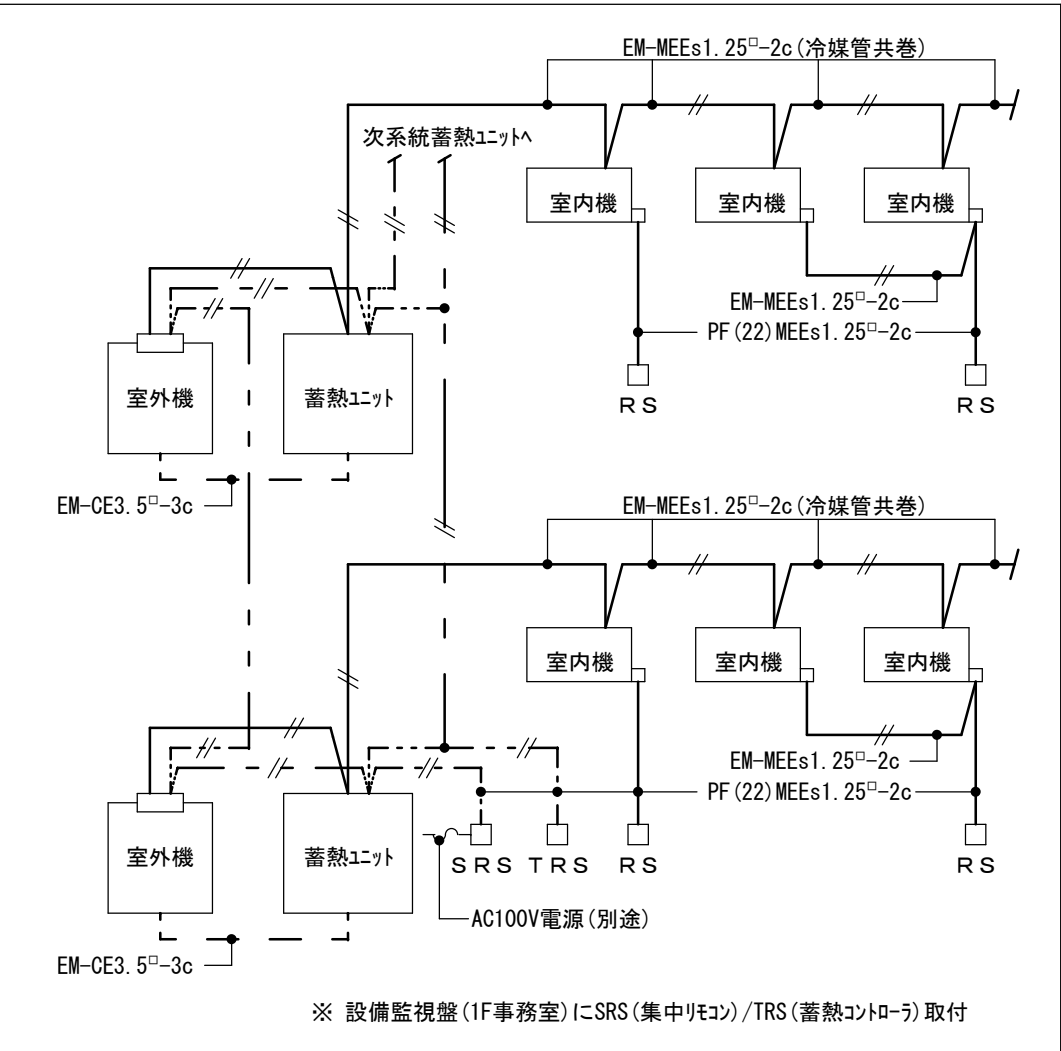 EM-MEEs1.25□-2c(冷媒管共巻)
次系統蓄熱ﾕﾆｯﾄへ
室内機
室内機
室内機
EM-MEEs1.25□-2c
PF(22)MEEs1.25□-2c
室外機
蓄熱ﾕﾆｯﾄ
RS
RS
EM-CE3.5□-3c
EM-MEEs1.25□-2c(冷媒管共巻)
室内機
室内機
室内機
EM-MEEs1.25□-2c
PF(22)MEEs1.25□-2c
室外機
蓄熱ﾕﾆｯﾄ
SRS
TRS
RS
RS
AC100V電源(別途)
EM-CE3.5□-3c
※ 設備監視盤(1F事務室)にSRS(集中ﾘﾓｺﾝ)/TRS(蓄熱ｺﾝﾄﾛｰﾗ)取付